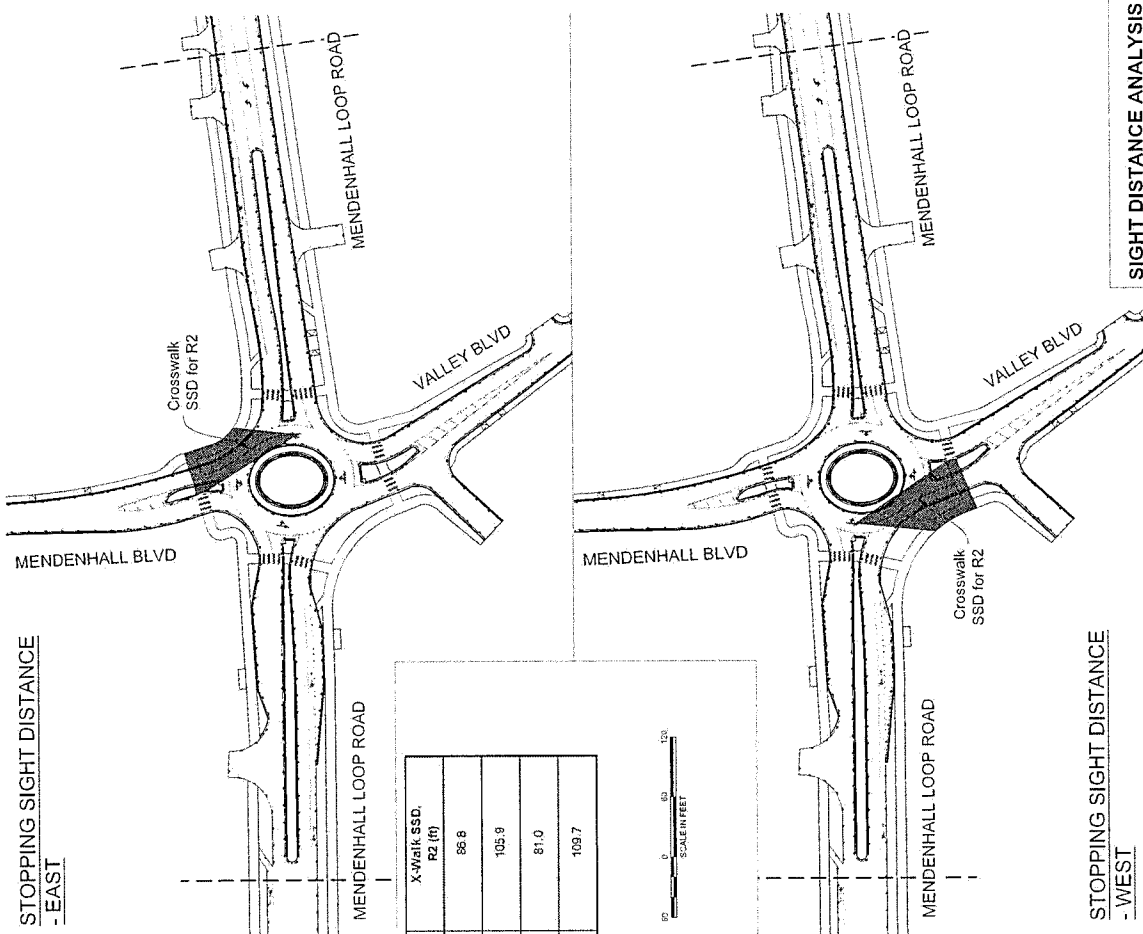 STOPPING SIGHT DISTANCE
- EAST
MENDENHALL BLVD
Crosswalk
SSD for R2
MENDENHALL LOOP ROAD
VALLEY BLVD
MENDENHALL LOOP ROAD
X-Walk SSD,
R2 (ft)
86.8
105.9
81.0
109.7
60 0 60 120
SCALE IN FEET
MENDENHALL BLVD
MENDENHALL LOOP ROAD
VALLEY BLVD
Crosswalk
SSD for R2
MENDENHALL LOOP ROAD
STOPPING SIGHT DISTANCE
- WEST
SIGHT DISTANCE ANALYSIS